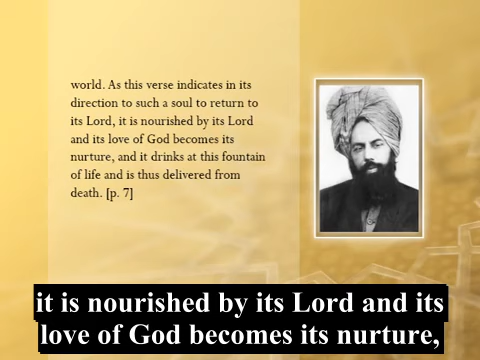 world. As this verse indicates in its
direction to such a soul to return to
its Lord, it is nourished by its Lord
and its love of God becomes its
nurture, and it drinks at this fountain
of life and is thus delivered from
death. [p. 7]
it is nourished by its Lord and its
love of God becomes its nurture,